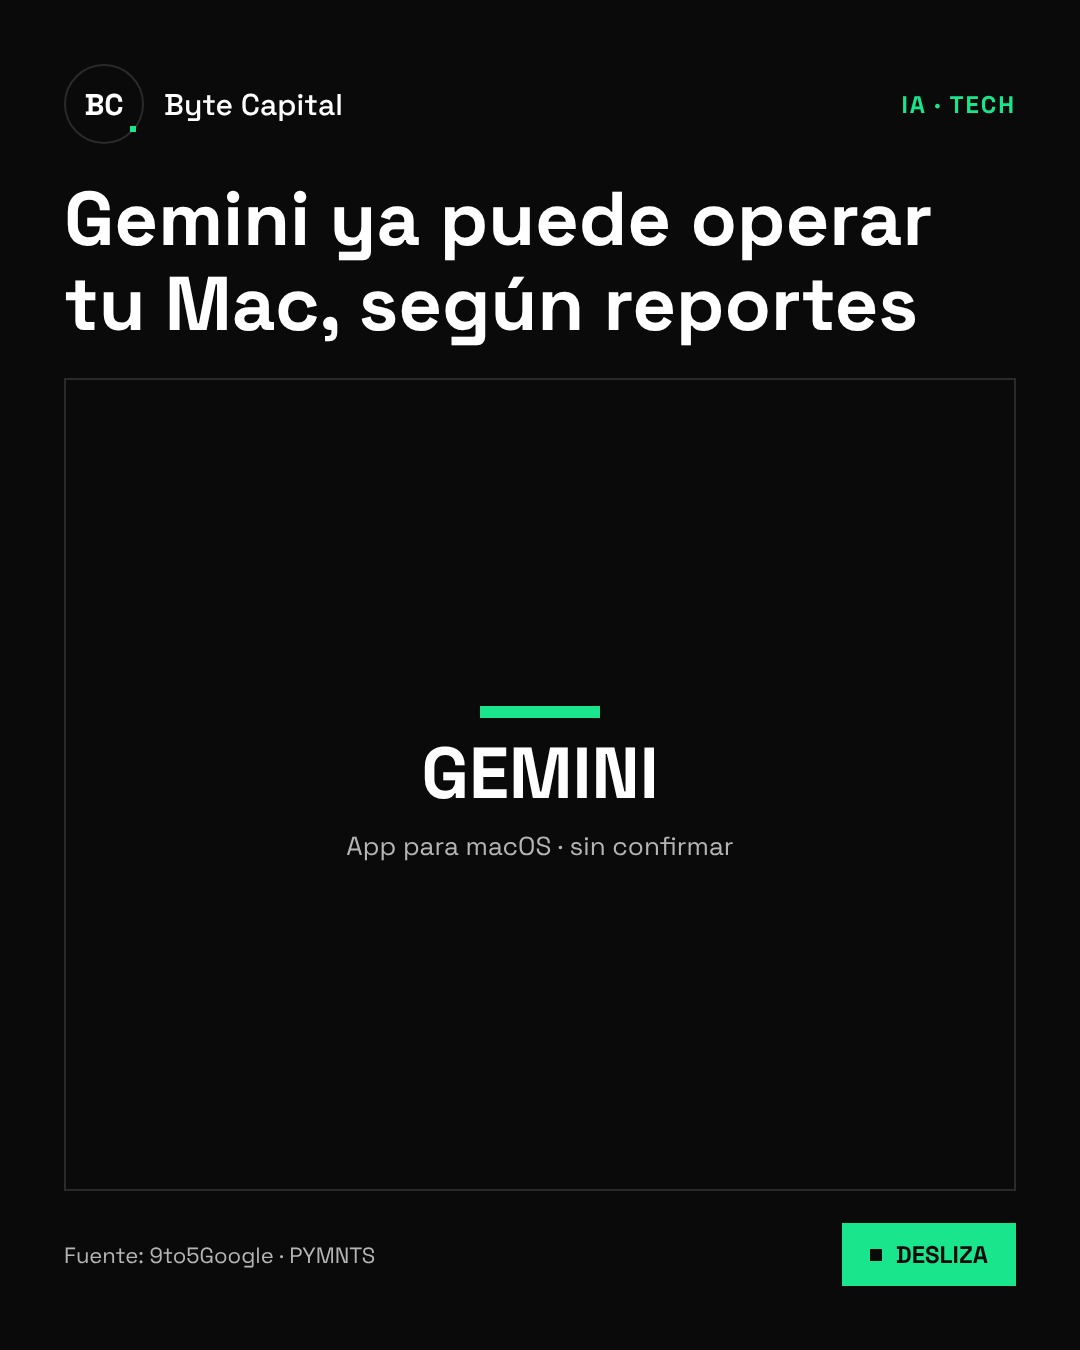 BC
Byte Capital
IA · TECH
Gemini ya puede operar
tu Mac, según reportes
GEMINI
App para macOS · sin confirmar
Fuente: 9to5Google · PYMNTS
DESLIZA